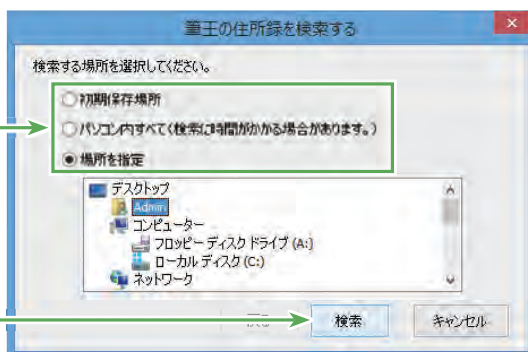 筆王の住所録を検索する
検索する場所を選択してください。
初期保存場所
パソコン内すべて(検索に時間がかかる場合があります。)
場所を指定
デスクトップ
Admin
コンピューター
フロッピー ディスク ドライブ (A:)
ローカル ディスク (C:)
ネットワーク
検索
キャンセル